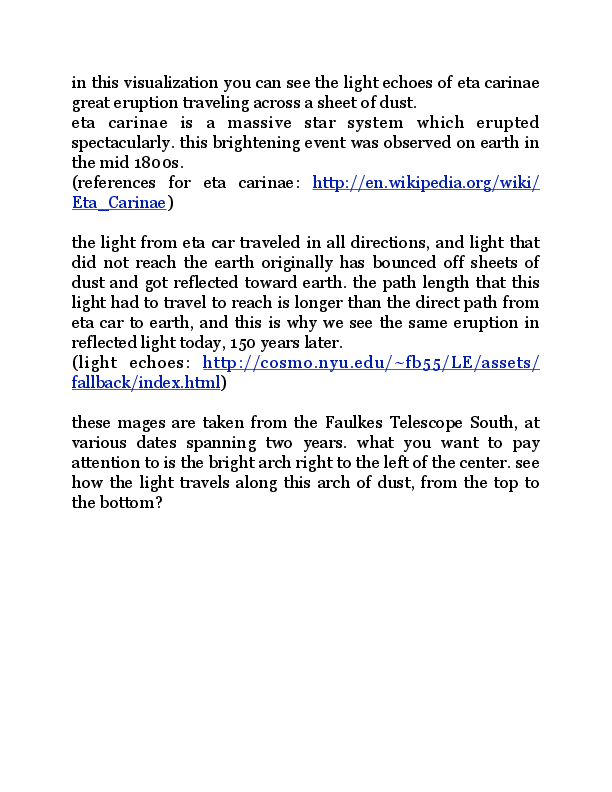 in this visualization you can see the light echoes of eta carinae
great eruption traveling across a sheet of dust.
eta carinae is a massive star system which erupted
spectacularly. this brightening event was observed on earth in
the mid 1800s.
(references for eta carinae: http://en.wikipedia.org/wiki/
Eta_Carinae)
the light from eta car traveled in all directions, and light that
did not reach the earth originally has bounced off sheets of
dust and got reflected toward earth. the path length that this
light had to travel to reach is longer than the direct path from
eta car to earth, and this is why we see the same eruption in
reflected light today, 150 years later.
(light echoes: http://cosmo.nyu.edu/~fb55/LE/assets/
fallback/index.html)
these mages are taken from the Faulkes Telescope South, at
various dates spanning two years. what you want to pay
attention to is the bright arch right to the left of the center. see
how the light travels along this arch of dust, from the top to
the bottom?